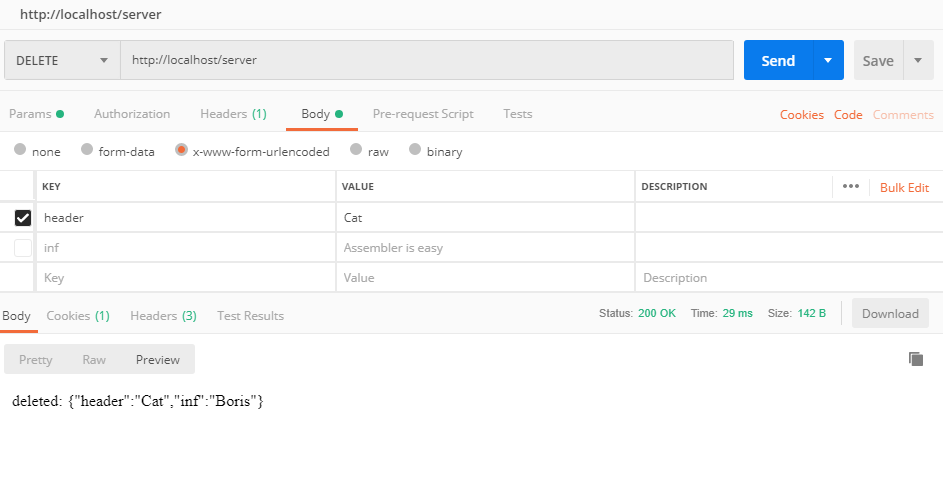 http://localhost/server
DELETE http://localhost/server Send Save
Params Authorization Headers (1) Body Pre-request Script Tests Cookies Code Comments
none form-data x-www-form-urlencoded raw binary
KEY VALUE DESCRIPTION ••• Bulk Edit
header Cat
inf Assembler is easy
Key Value Description
Body Cookies (1) Headers (3) Test Results Status: 200 OK Time: 29 ms Size: 142 B Download
Pretty Raw Preview
deleted: {"header":"Cat","inf":"Boris"}